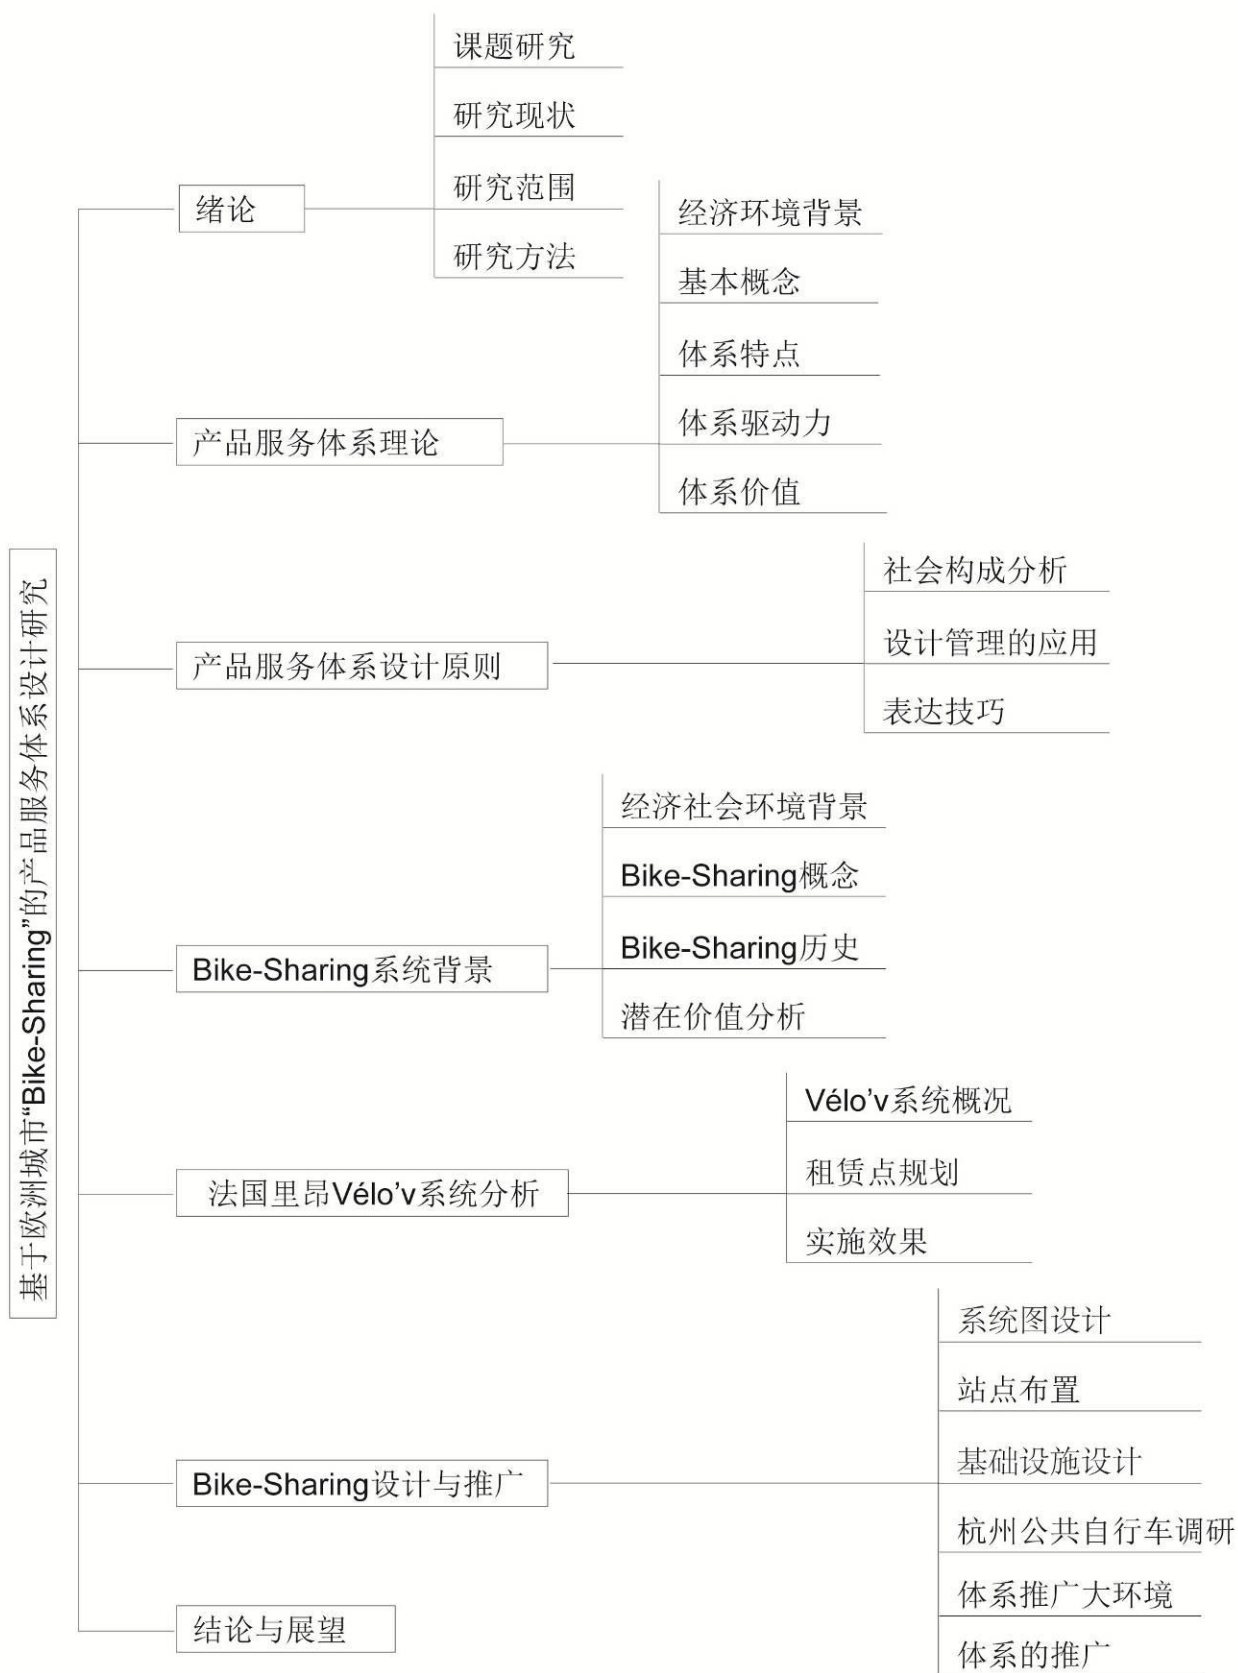 基于欧洲城市“Bike-Sharing”的产品服务体系设计研究
绪论
课题研究
研究现状
研究范围
研究方法
产品服务体系理论
经济环境背景
基本概念
体系特点
体系驱动力
体系价值
产品服务体系设计原则
社会构成分析
设计管理的应用
表达技巧
Bike-Sharing系统背景
经济社会环境背景
Bike-Sharing概念
Bike-Sharing历史
潜在价值分析
法国里昂Vélo’v系统分析
Vélo’v系统概况
租赁点规划
实施效果
Bike-Sharing设计与推广
系统图设计
站点布置
基础设施设计
杭州公共自行车调研
体系推广大环境
体系的推广
结论与展望